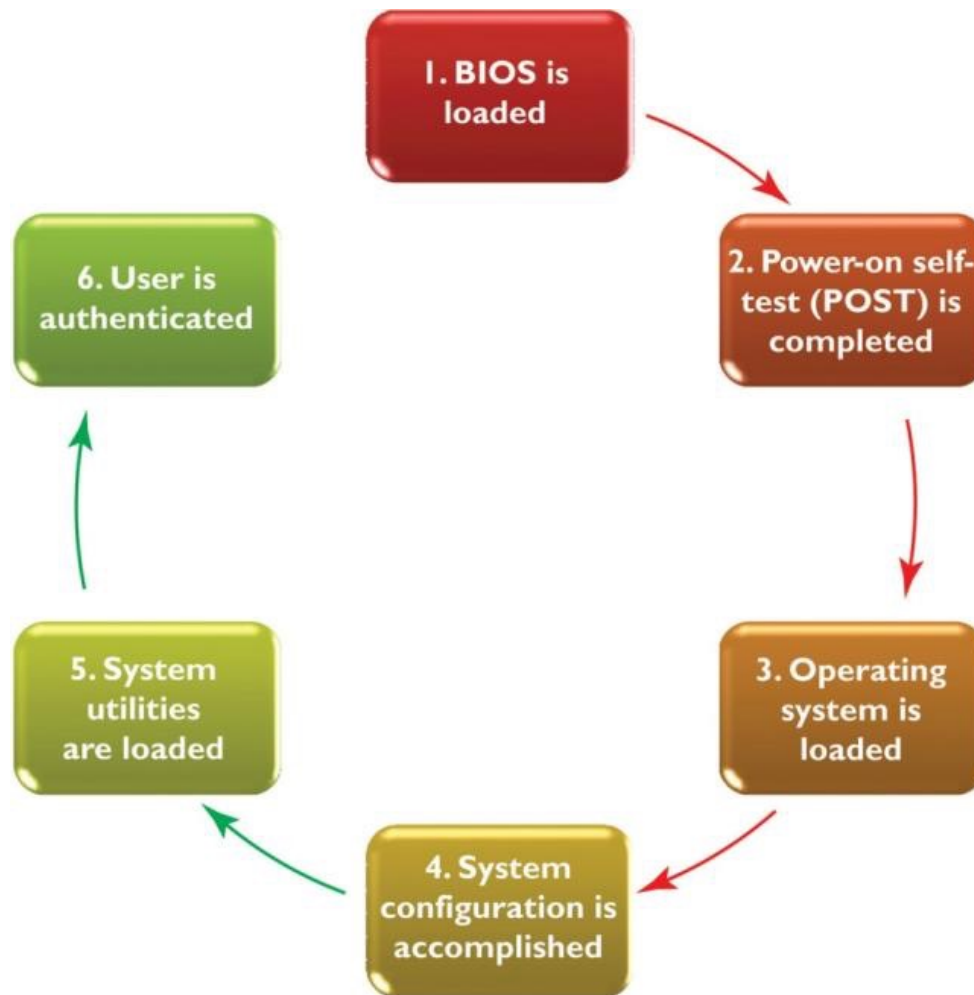 1. BIOS is
loaded
2. Power-on self-
test (POST) is
completed
3. Operating
system is
loaded
4. System
configuration is
accomplished
5. System
utilities
are loaded
6. User is
authenticated